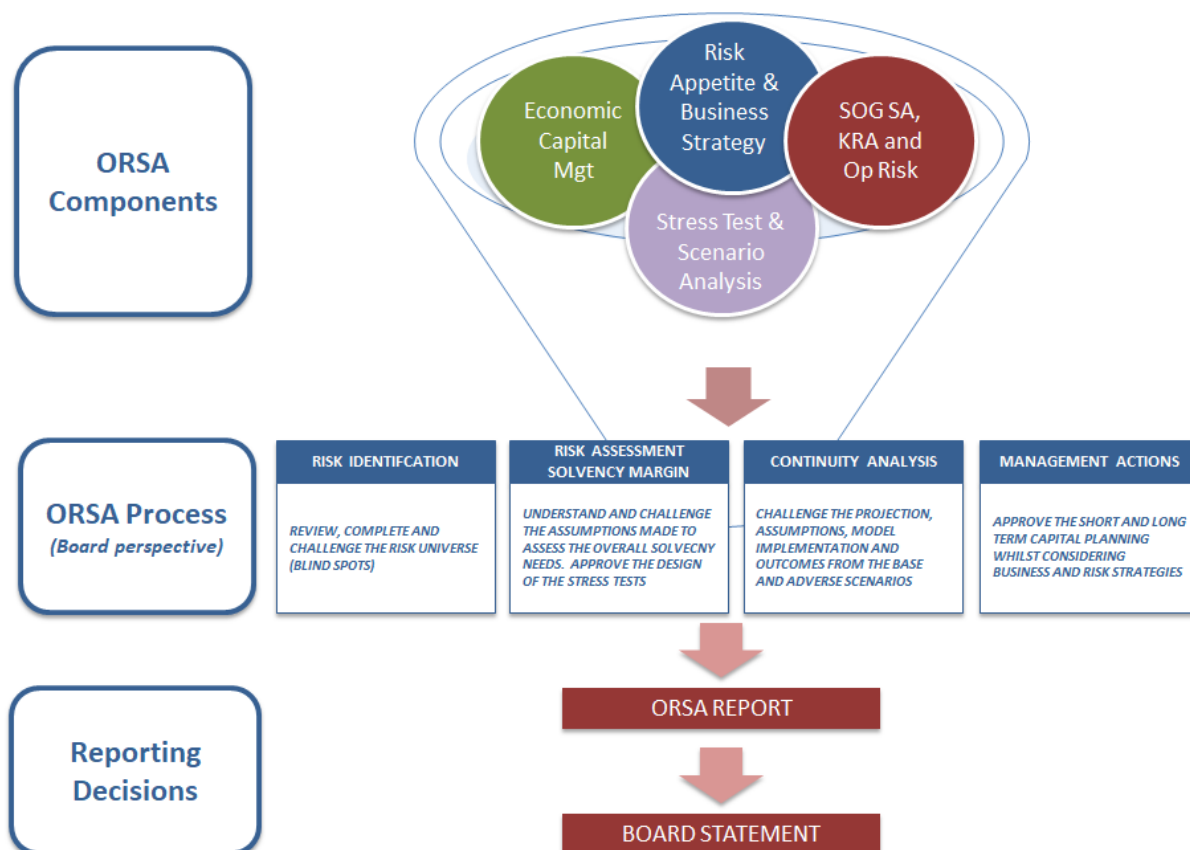 ORSA
Components
Economic
Capital
Mgt
Risk
Appetite &
Business
Strategy
SOG SA,
KRA and
Op Risk
Stress Test &
Scenario
Analysis
ORSA Process
(Board perspective)
RISK IDENTIFCATION
REVIEW, COMPLETE AND
CHALLENGE THE RISK UNIVERSE
(BLIND SPOTS)
RISK ASSESSMENT
SOLVENCY MARGIN
UNDERSTAND AND CHALLENGE
THE ASSUMPTIONS MADE TO
ASSESS THE OVERALL SOLVECNY
NEEDS. APPROVE THE DESIGN
OF THE STRESS TESTS
CONTINUITY ANALYSIS
CHALLENGE THE PROJECTION,
ASSUMPTIONS, MODEL
IMPLEMENTATION AND
OUTCOMES FROM THE BASE
AND ADVERSE SCENARIOS
MANAGEMENT ACTIONS
APPROVE THE SHORT AND LONG
TERM CAPITAL PLANNING
WHILST CONSIDERING
BUSINESS AND RISK STRATEGIES
Reporting
Decisions
ORSA REPORT
BOARD STATEMENT